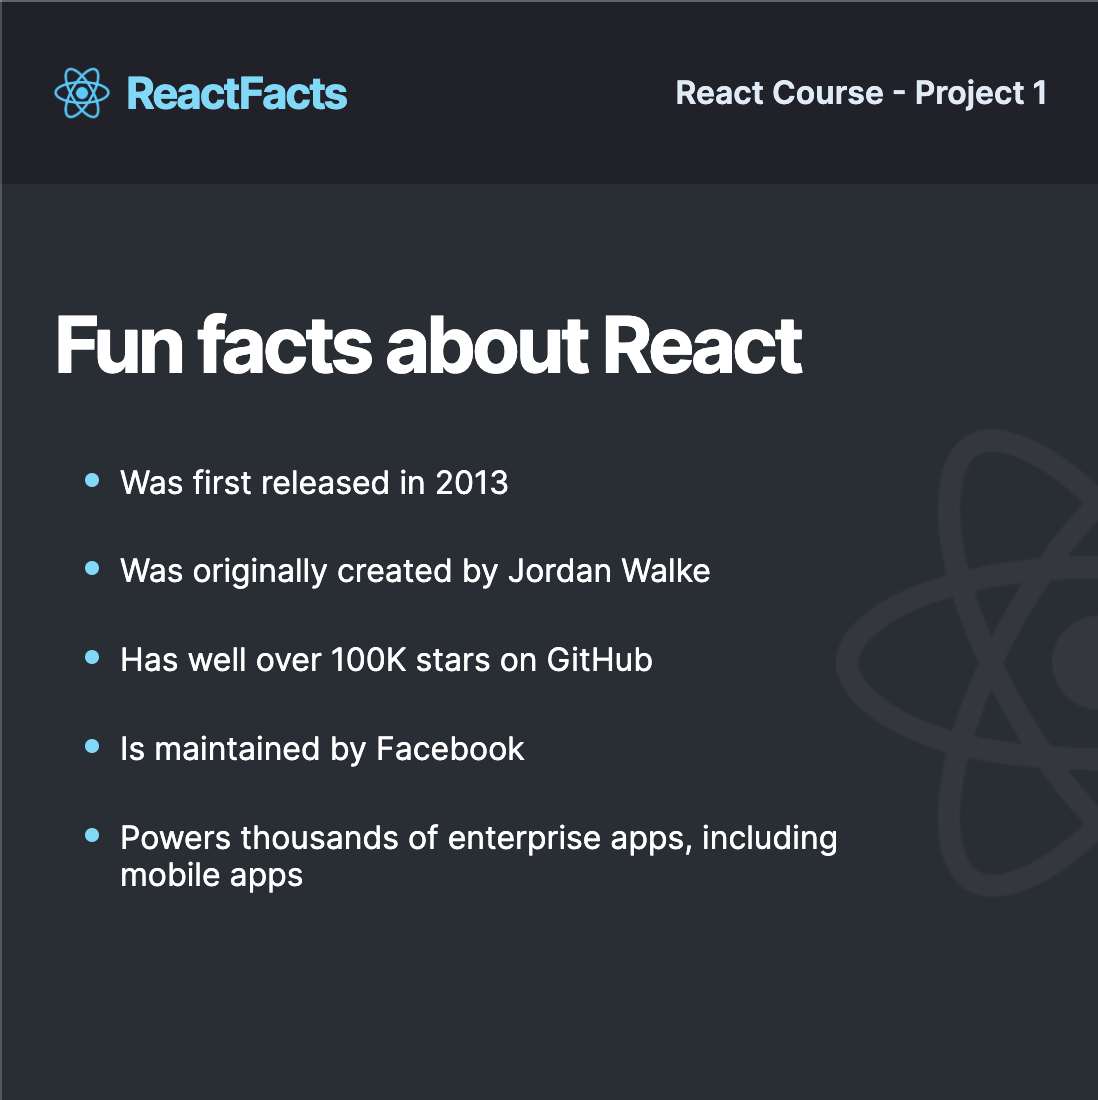 ReactFacts
React Course - Project 1
Fun facts about React
Was first released in 2013
Was originally created by Jordan Walke
Has well over 100K stars on GitHub
Is maintained by Facebook
Powers thousands of enterprise apps, including
mobile apps